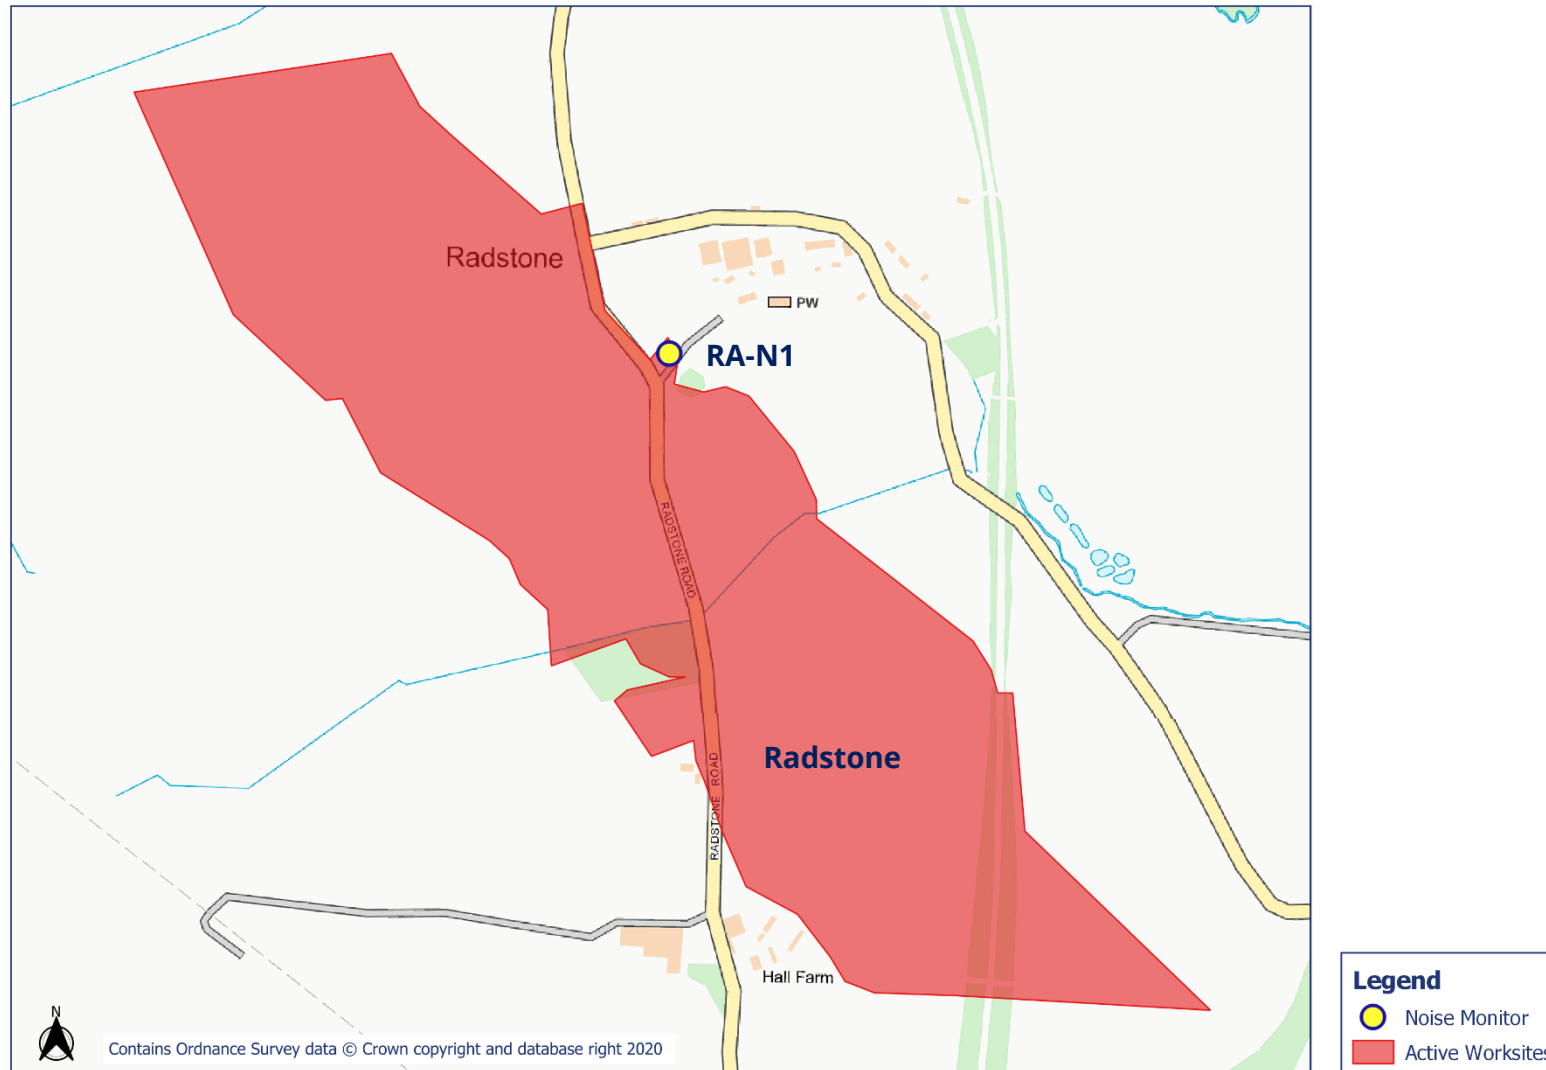 Radstone
PW
RA-N1
RADSTONE ROAD
Radstone
RADSTONE ROAD
Hall Farm
N
Contains Ordnance Survey data © Crown copyright and database right 2020
Legend
Noise Monitor
Active Worksites